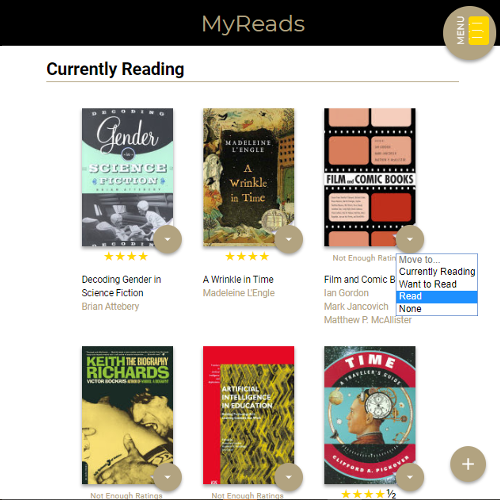 MyReads
MENU
Currently Reading
DECODING
Gender
SCIENCE
FICTION
BRIAN ATTEBERY
DECODING
MADELEINE
L'ENGLE
A
Wrinkle
in Time
FILM and COMIC BOOKS
Not Enough Ratin
Decoding Gender in
Science Fiction
Brian Attebery
A Wrinkle in Time
Madeleine L'Engle
Film and Comic B
Ian Gordon
Mark Jancovich
Matthew P. McAllister
Move to...
Currently Reading
Want to Read
Read
None
KEITH THE BIOGRAPHY
RICHARDS
VICTOR BOCKRIS
Not Enough Ratings
ARTIFICIAL
INTELLIGENCE
IN EDUCATION
Not Enough Ratings
TIME
A TRAVELER'S GUIDE
CLIFFORD A. PICKOVER
½
+